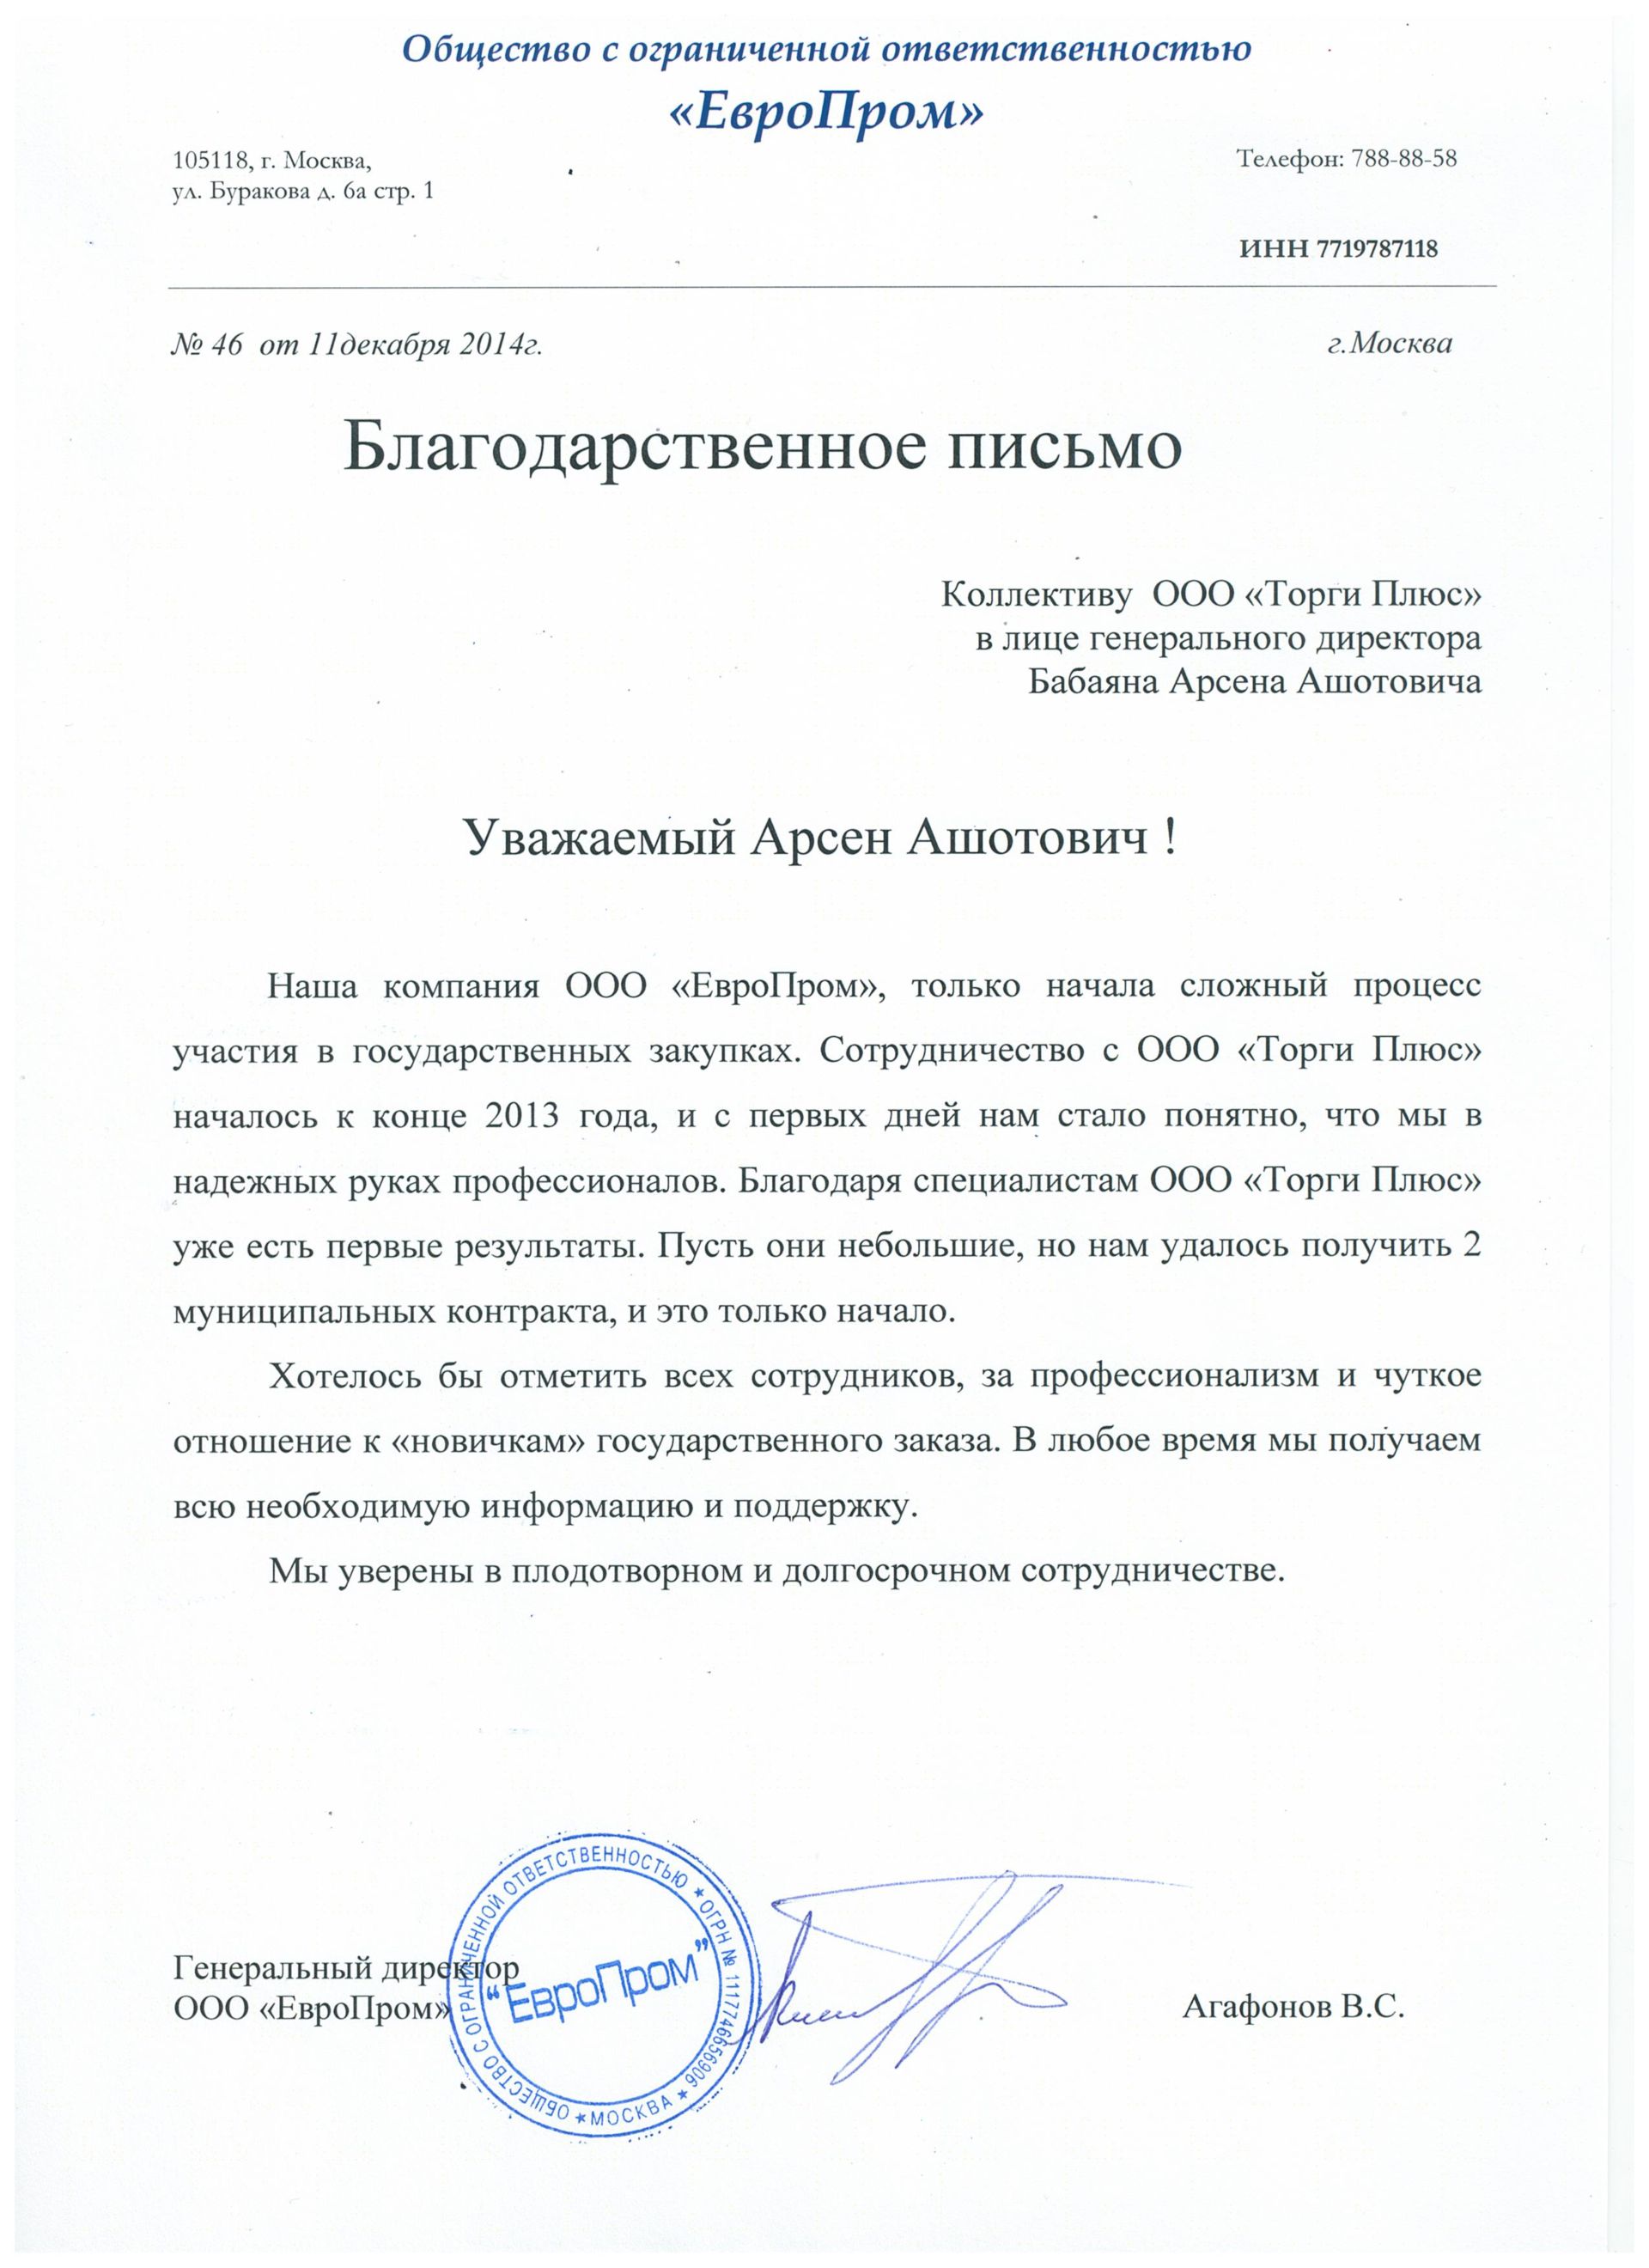 Общество с ограниченной ответственностью
«ЕвроПром»
105118, г. Москва,
ул. Буракова д. 6а стр. 1
Телефон: 788-88-58
ИНН 7719787118
№ 46 от 11декабря 2014г.
г.Москва
Благодарственное письмо
Коллективу ООО «Торги Плюс»
в лице генерального директора
Бабаяна Арсена Ашотовича
Уважаемый Арсен Ашотович !
Наша компания ООО «ЕвроПром», только начала сложный процесс
участия в государственных закупках. Сотрудничество с ООО «Торги Плюс»
началось к конце 2013 года, и с первых дней нам стало понятно, что мы в
надежных руках профессионалов. Благодаря специалистам ООО «Торги Плюс»
уже есть первые результаты. Пусть они небольшие, но нам удалось получить 2
муниципальных контракта, и это только начало.
Хотелось бы отметить всех сотрудников, за профессионализм и чуткое
отношение к «новичкам» государственного заказа. В любое время мы получаем
всю необходимую информацию и поддержку.
Мы уверены в плодотворном и долгосрочном сотрудничестве.
Генеральный директор
ООО «ЕвроПром»
ОБЩЕСТВО С ОГРАНИЧЕННОЙ ОТВЕТСТВЕННОСТЬЮ ★ ОГРН № 1117746656906 ★ МОСКВА ★
“ЕвроПром”
Агафонов В.С.